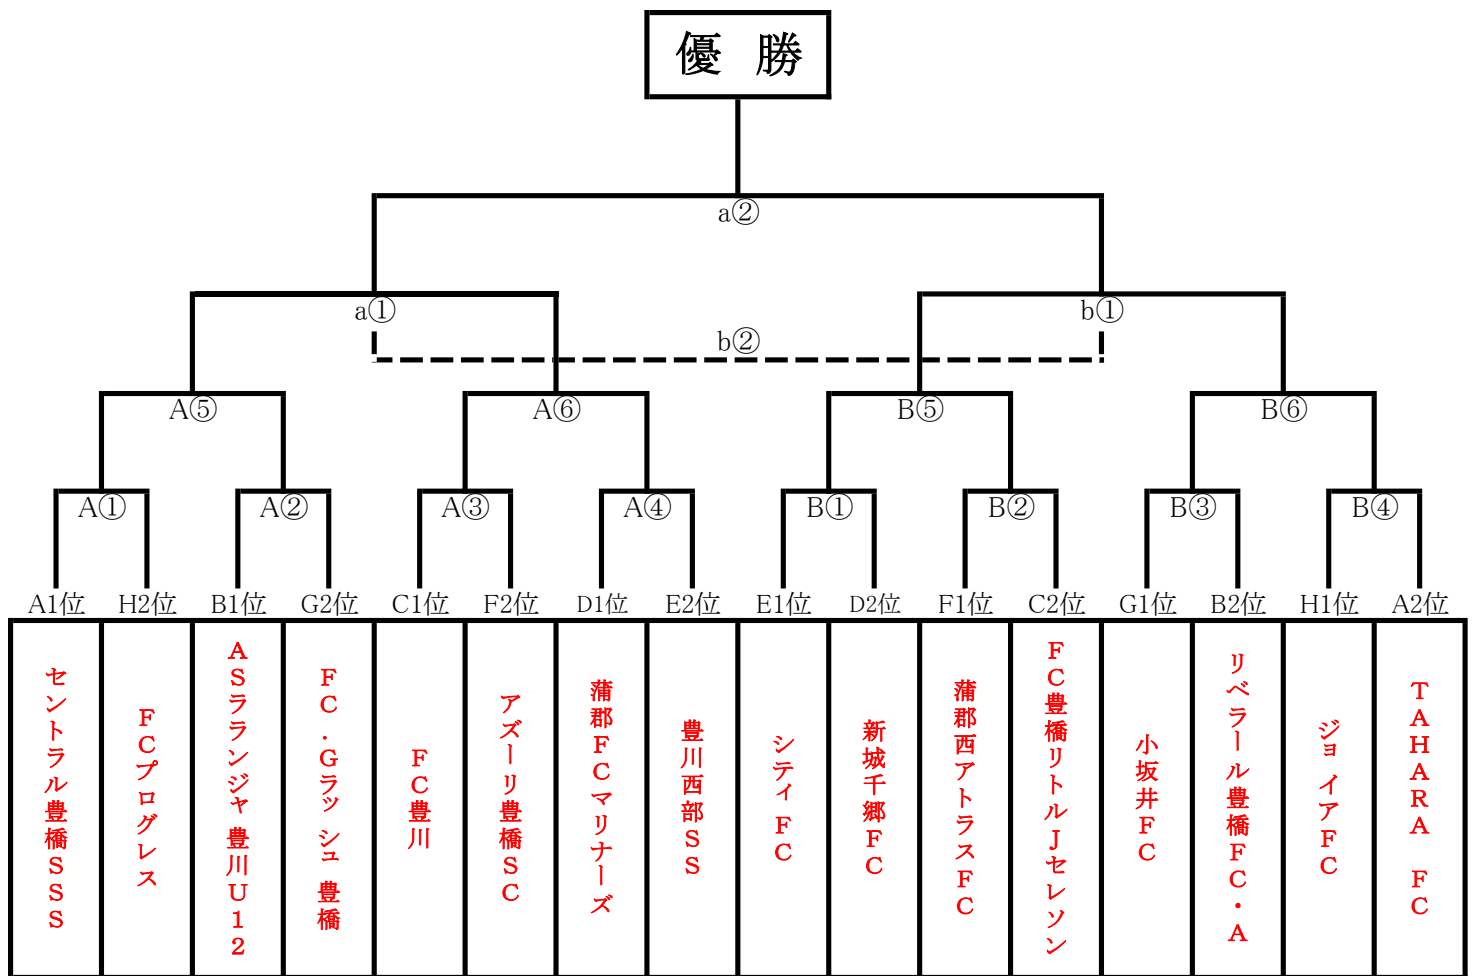 優 勝
a②
a①
b①
b②
A⑤
A⑥
B⑤
B⑥
A①
A②
A③
A④
B①
B②
B③
B④
A1位
H2位
B1位
G2位
C1位
F2位
D1位
E2位
E1位
D2位
F1位
C2位
G1位
B2位
H1位
A2位
セントラル豊橋SSS
FCプログレス
ASラランジャ豊川U12
FC.Gラッシュ豊橋
FC豊川
アズーリ豊橋SC
蒲郡FCマリナーズ
豊川西部SS
シティFC
新城千郷FC
蒲郡西アトラスFC
FC豊橋リトルJセレソン
小坂井FC
リベラール豊橋FC・A
ジョイアFC
TAHARA FC